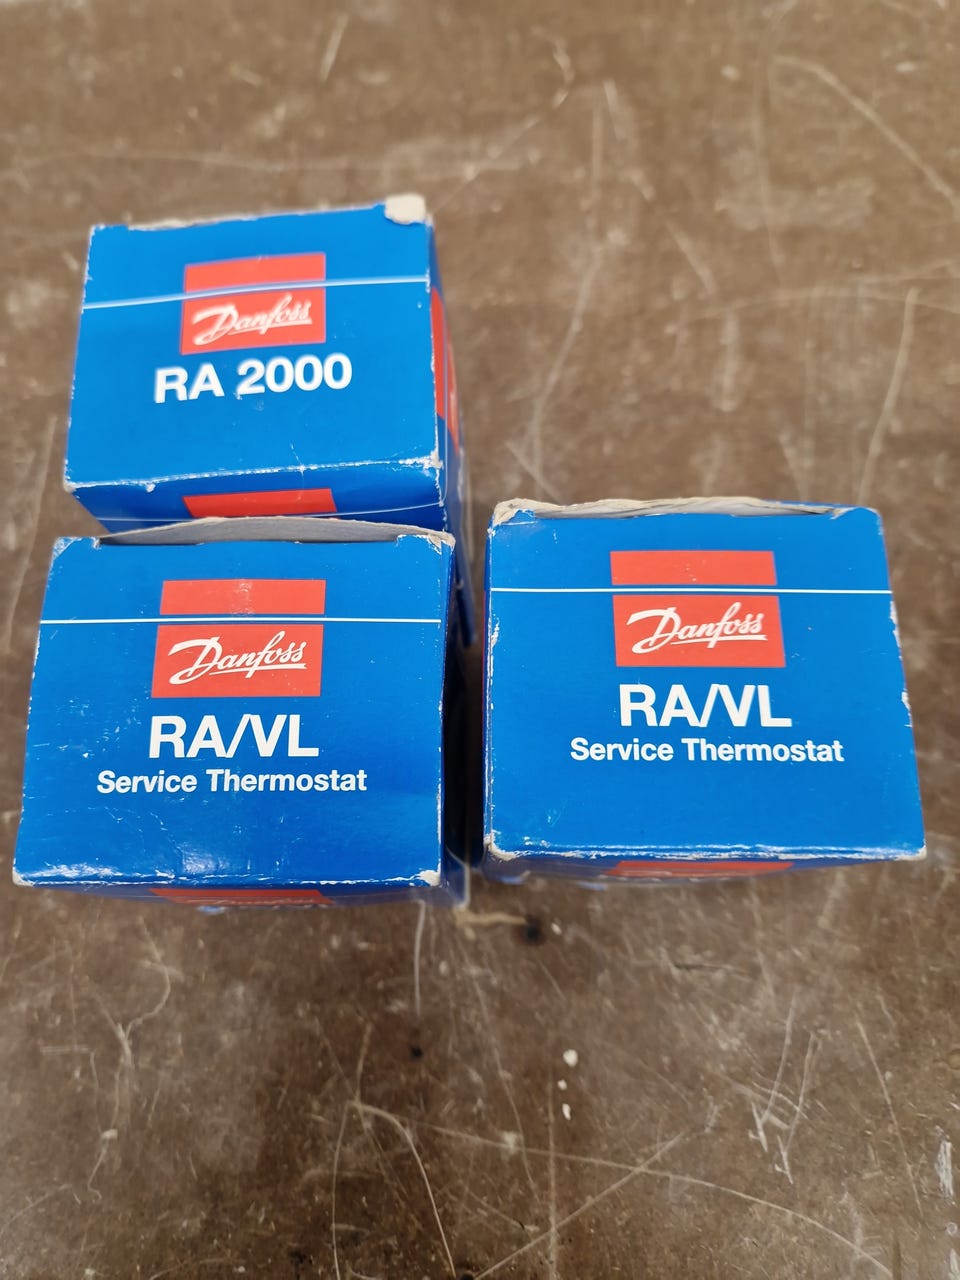 Danfoss
RA 2000
Danfoss
RA/VL
Service Thermostat
Danfoss
RA/VL
Service Thermostat